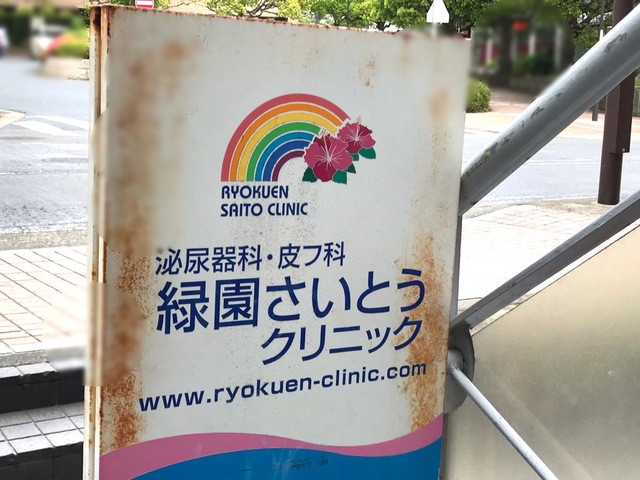 RYOKUEN
SAITO CLINIC
泌尿器科・皮フ科
緑園さいとう
クリニック
www.ryokuen-clinic.com